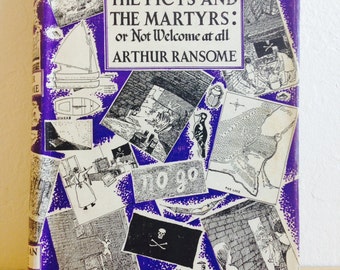 THE PICTS AND
THE MARTYRS:
or Not Welcome at all
ARTHUR RANSOME
no go